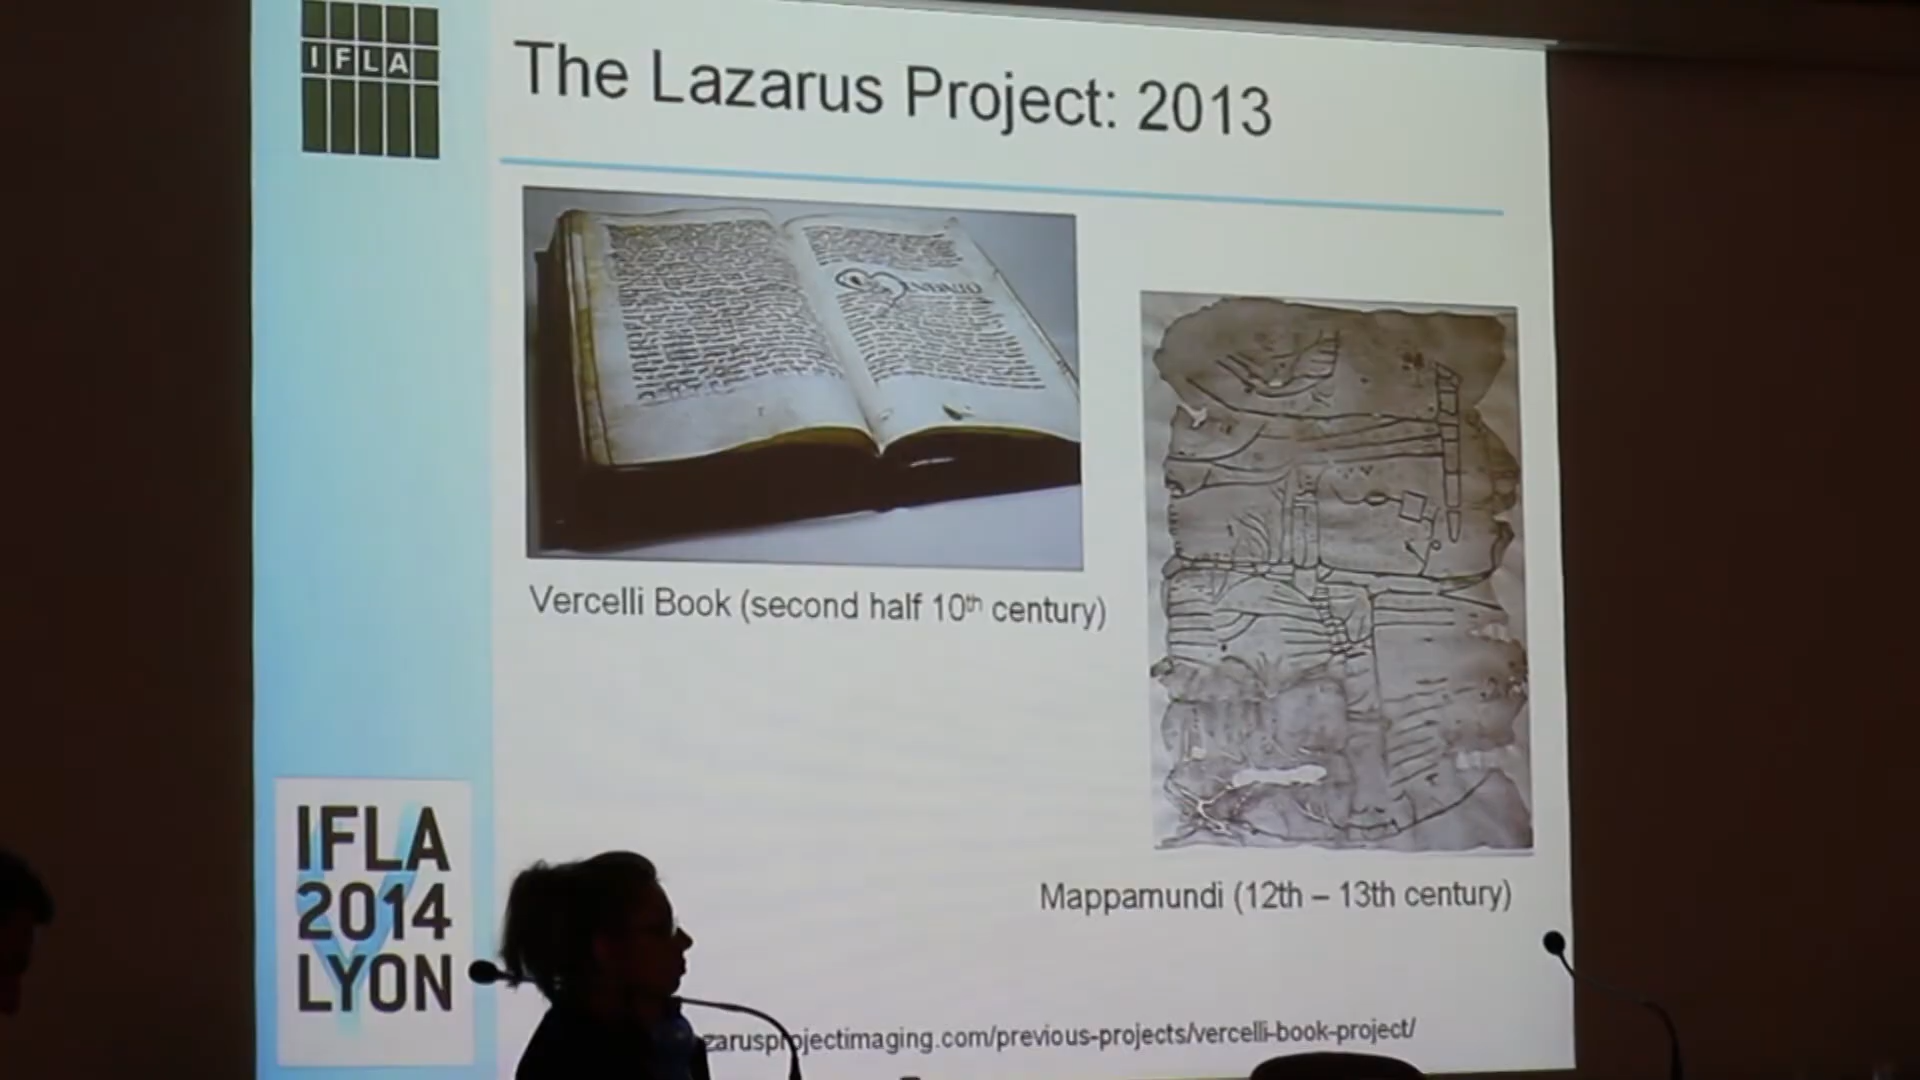 IFLA
The Lazarus Project: 2013
Vercelli Book (second half 10th century)
Mappamundi (12th – 13th century)
IFLA
2014
LYON
zarusprojectimaging.com/previous-projects/vercelli-book-project/